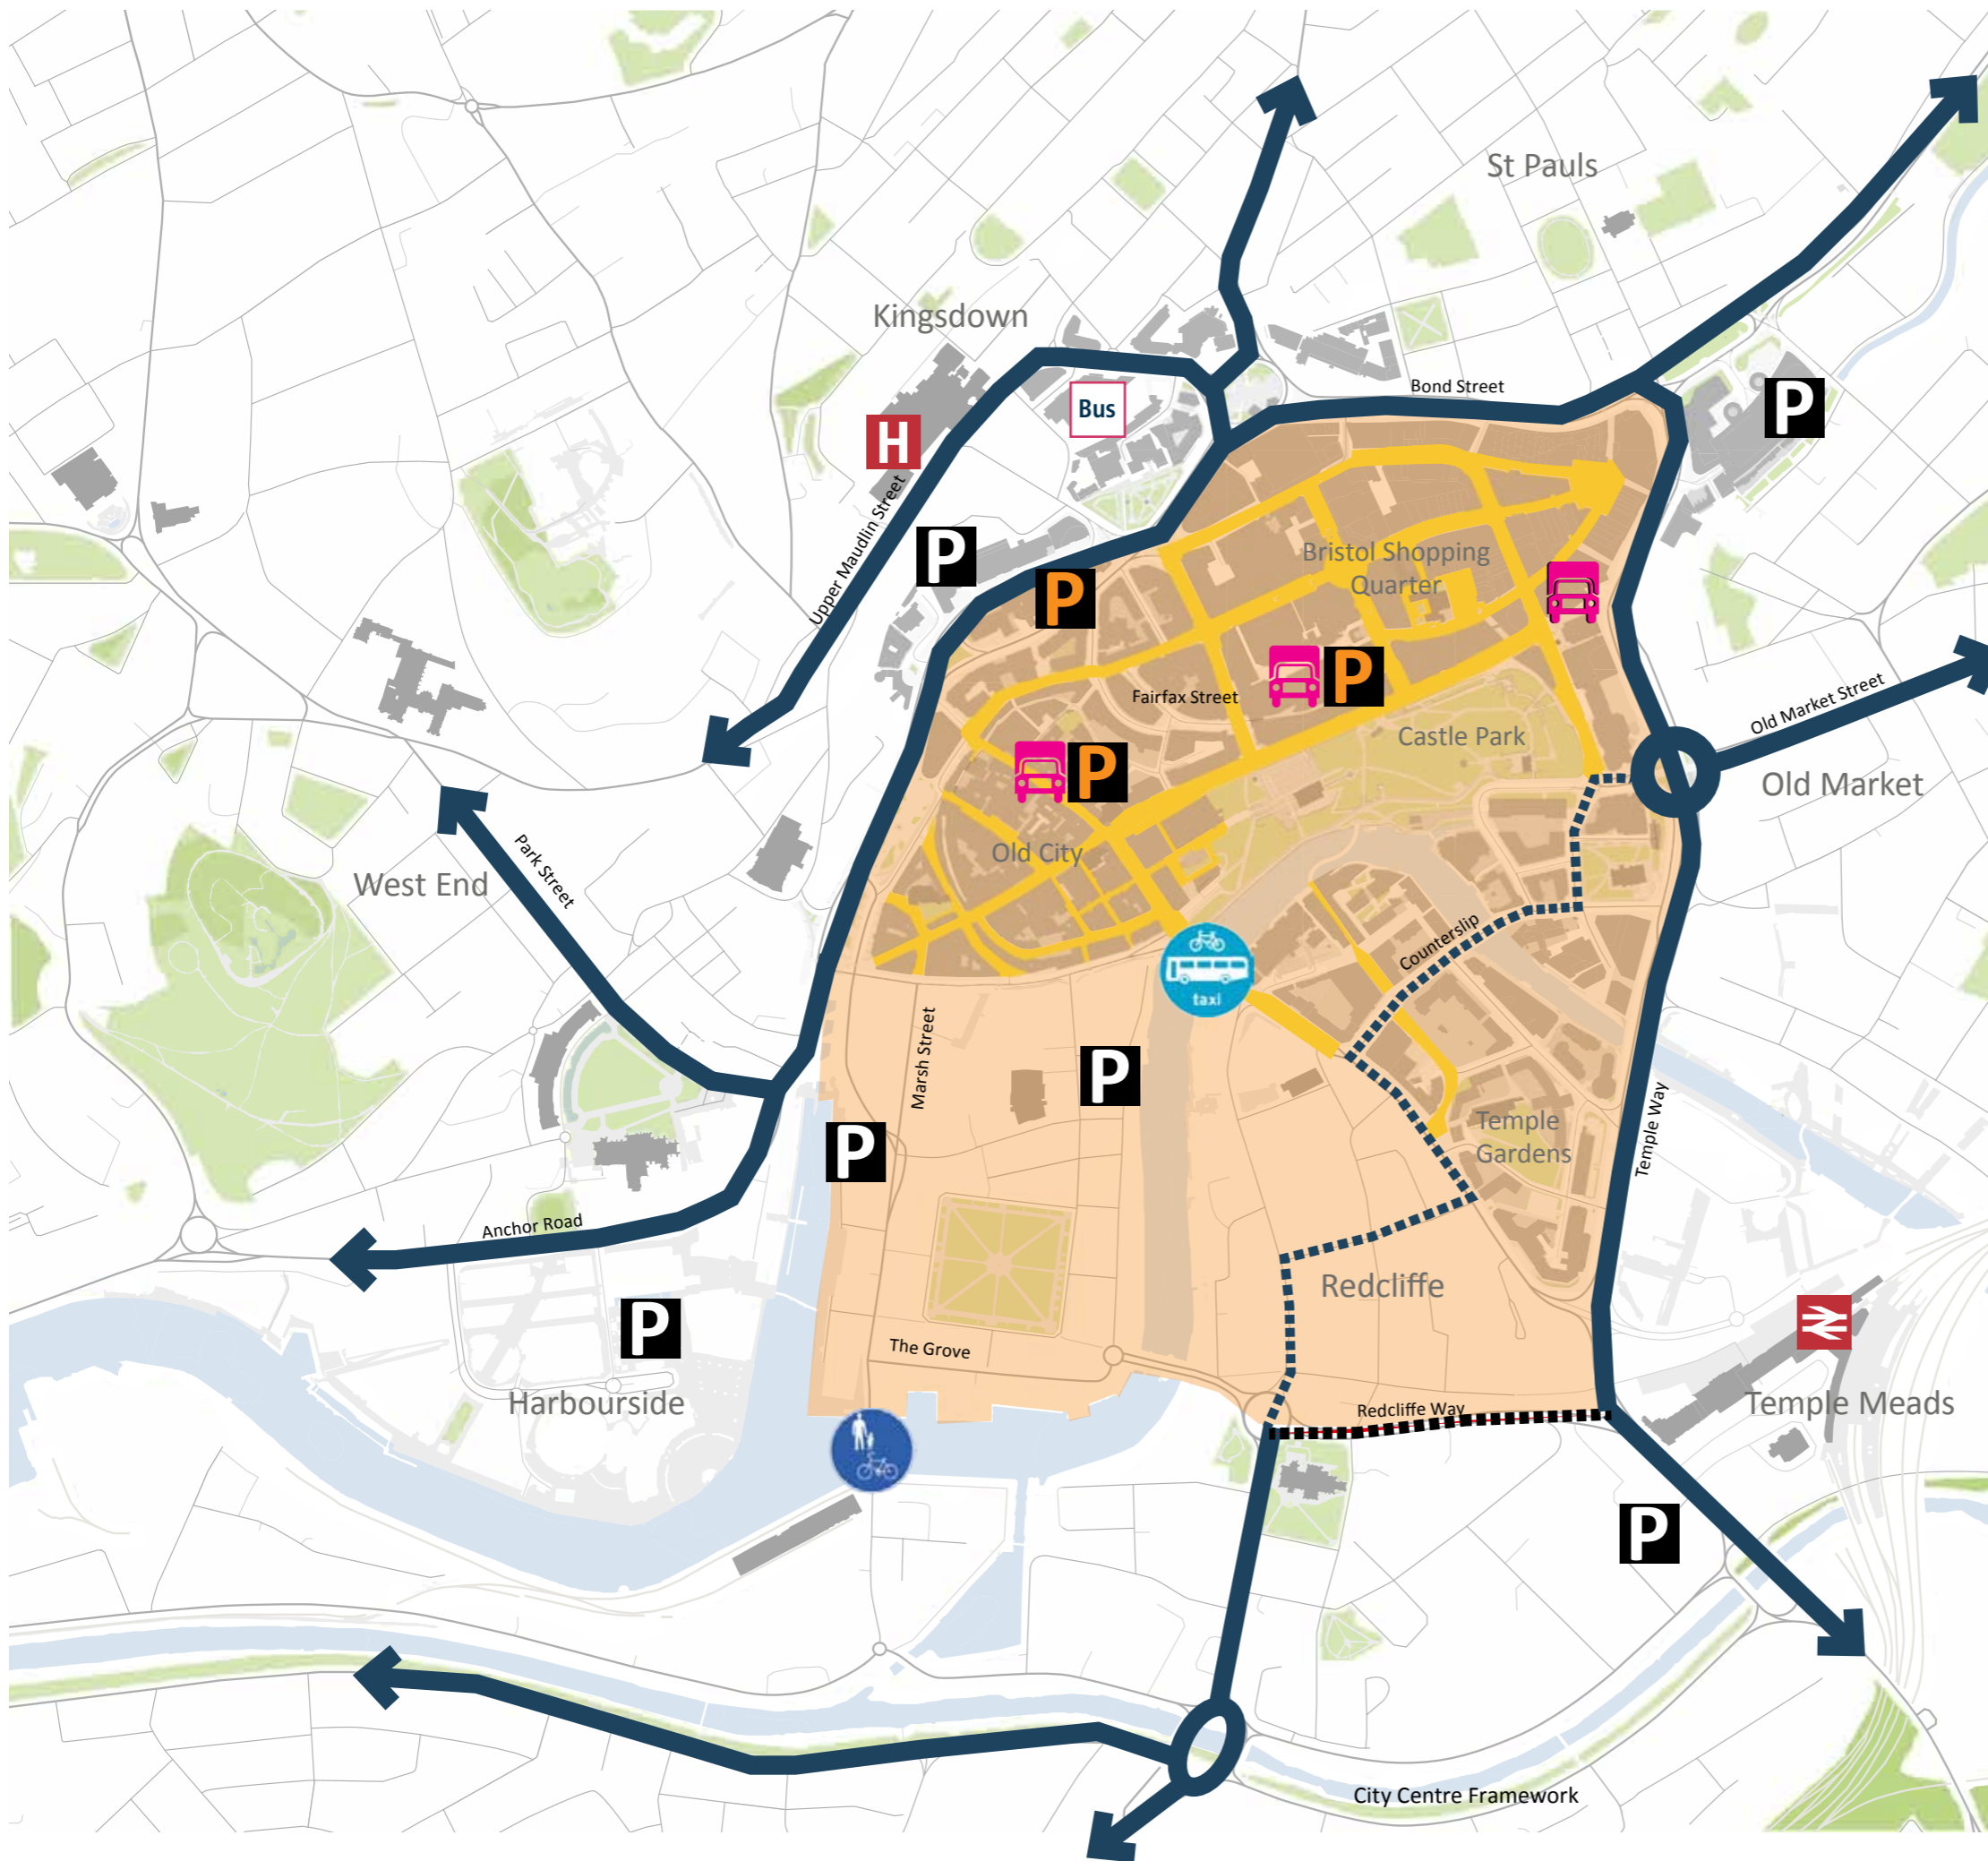 St Pauls
Kingsdown
Bond Street
Bus
P
H
Upper Maudlin Street
P
P
Bristol Shopping
Quarter
P
Fairfax Street
Castle Park
Old Market Street
Old Market
P
Old City
Park Street
West End
Counterslip
taxi
Marsh Street
P
Temple Way
Temple
Gardens
P
Anchor Road
Redcliffe
P
The Grove
Harbourside
Redcliffe Way
Temple Meads
P
City Centre Framework